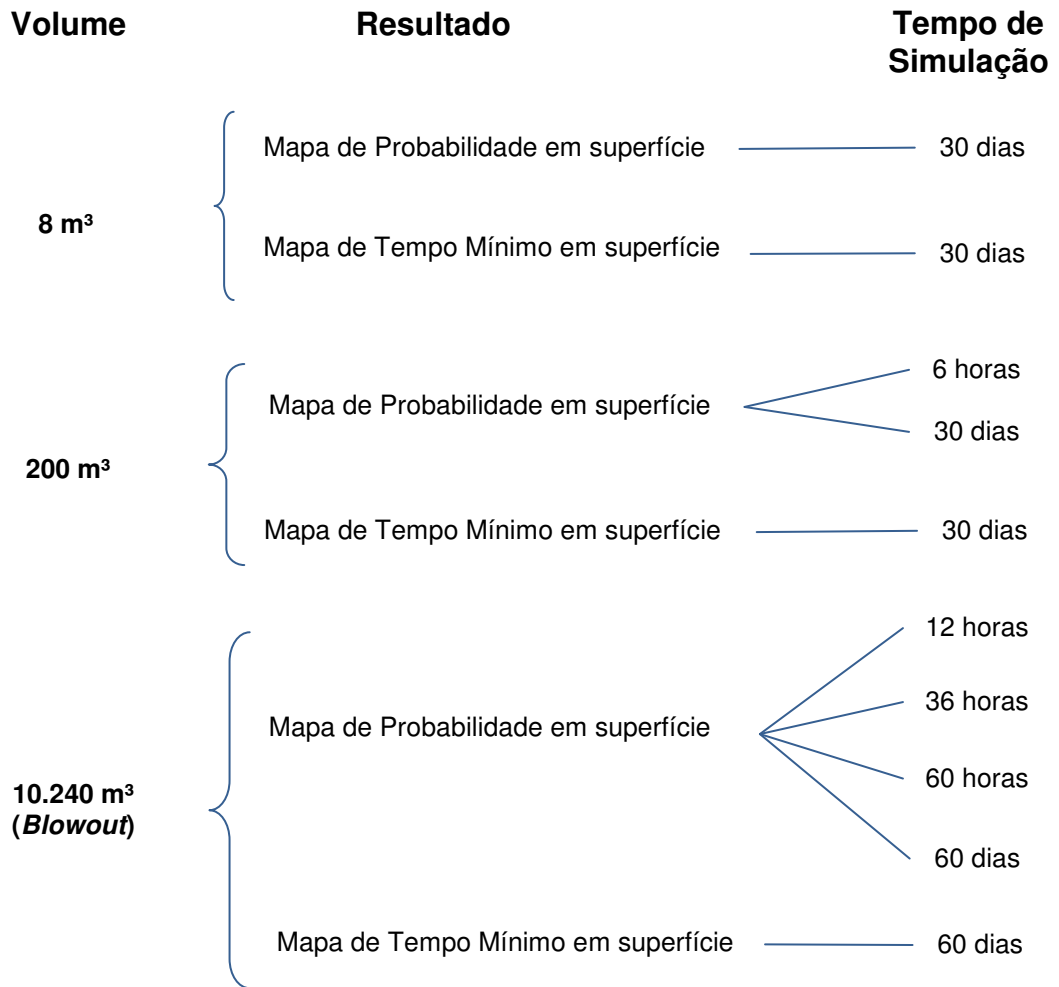 Volume
Resultado
Tempo de
Simulação
8 m³
Mapa de Probabilidade em superfície
30 dias
Mapa de Tempo Mínimo em superfície
30 dias
200 m³
Mapa de Probabilidade em superfície
6 horas
30 dias
Mapa de Tempo Mínimo em superfície
30 dias
10.240 m³
(Blowout)
Mapa de Probabilidade em superfície
12 horas
36 horas
60 horas
60 dias
Mapa de Tempo Mínimo em superfície
60 dias